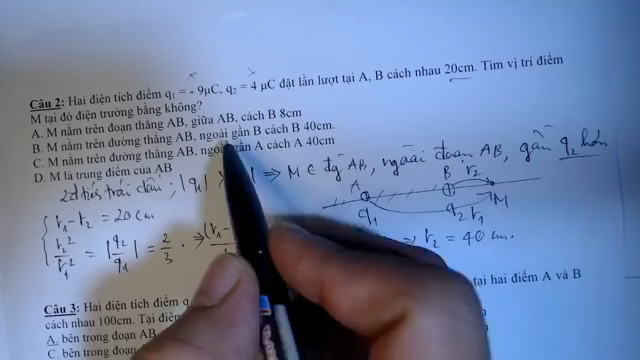 Câu 2: Hai điện tích điểm q₁ = - 9μC, q₂ = 4 μC đặt lần lượt tại A, B cách nhau 20cm. Tìm vị trí điểm
M tại đó điện trường bằng không?
A. M nằm trên đoạn thẳng AB, giữa AB, cách B 8cm
B. M nằm trên đường thẳng AB, ngoài gần B cách B 40cm.
C. M nằm trên đường thẳng AB, ngoài gần A cách A 40cm
D. M là trung điểm của AB
2 đ tích trái dấu, |q₁| > ⇒ M ∈ đg AB, ngoài đoạn AB, gần q₂ hơn
A B r₂ M
q₁ q₂ r₁
r₁ - r₂ = 20 cm
r₂²/r₁² = |q₂/q₁| = 2/3 ⇒ (r₁- ⇒ r₂ = 40 cm.
Câu 3: Hai điện tích điểm q tại hai điểm A và B
cách nhau 100cm. Tại điểm
A. bên trong đoạn AB
C. bên trong đoạn